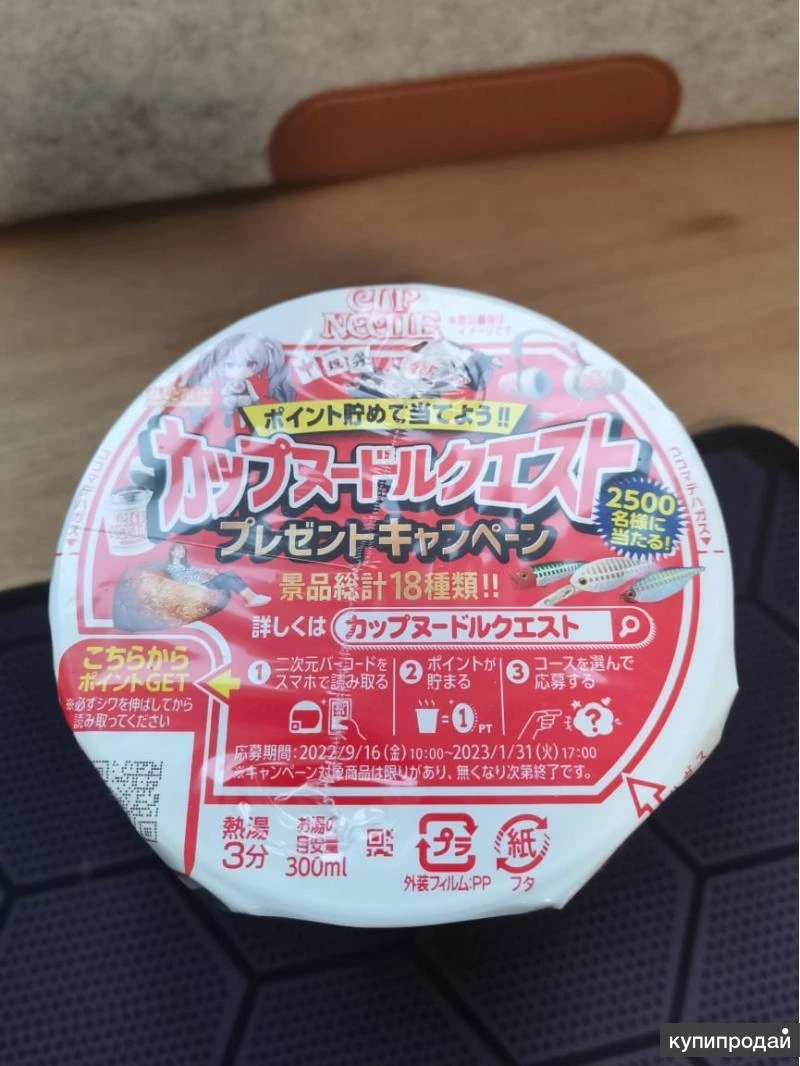 CUP
NOODLE
ポイント貯めで当てよう!!
カップヌードルクエスト
プレゼントキャンペーン
2500
名様に
当たる!
景品総計18種類!!
詳しくは カップヌードルクエスト
こちらから
ポイントGET
※必ずシワを伸ばしてから
読み取ってください
1 二次元バーコードを
スマホで読み取る
2 ポイントが
貯まる
=1 PT
3 コースを選んで
応募する
?
応募期間:2022/9/16(金)10:00~2023/1/31(火)17:00
※キャンペーン対象商品は限りがあり、無くなり次第終了です。
熱湯
3分
お湯の
目安量
300ml
プラ
外装フィルム:PP
紙
フタ
купипродай